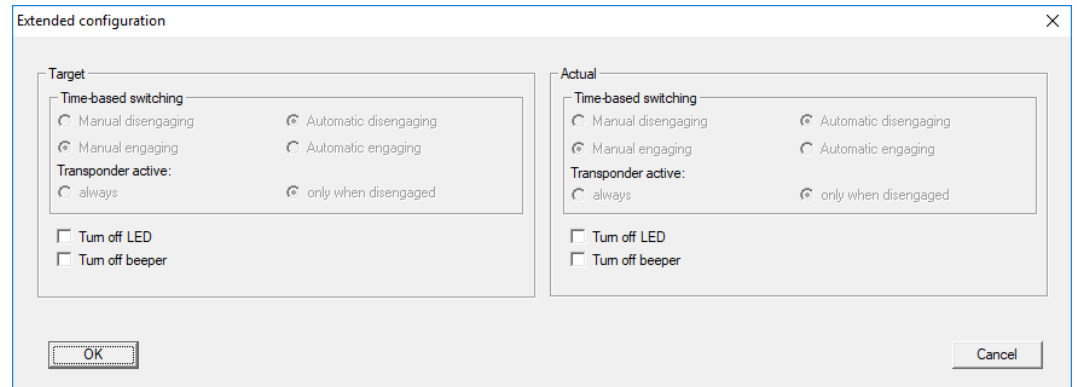 Extended configuration
Target
Time-based switching
Manual disengaging Automatic disengaging
Manual engaging Automatic engaging
Transponder active:
always only when disengaged
Turn off LED
Turn off beeper
Actual
Time-based switching
Manual disengaging Automatic disengaging
Manual engaging Automatic engaging
Transponder active:
always only when disengaged
Turn off LED
Turn off beeper
OK Cancel